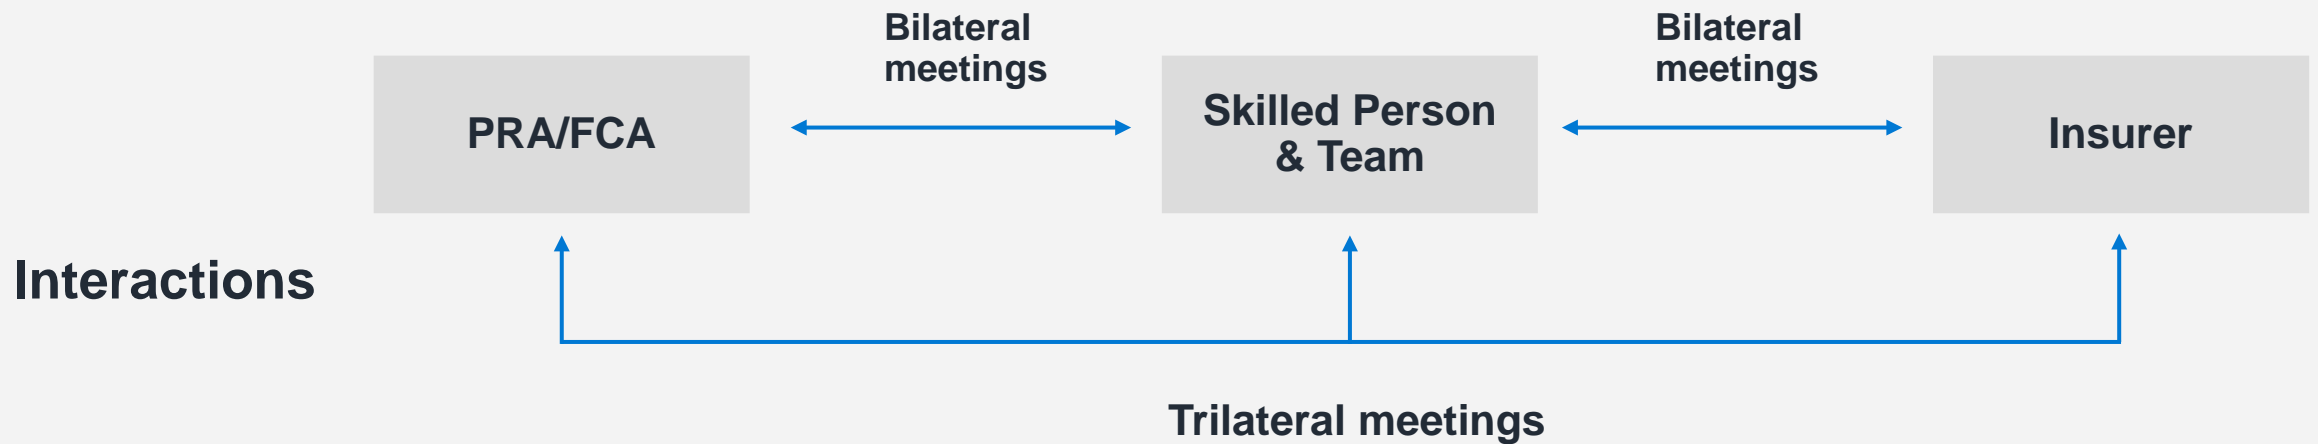 Bilateral
meetings
Bilateral
meetings
PRA/FCA
Skilled Person
& Team
Insurer
Interactions
Trilateral meetings